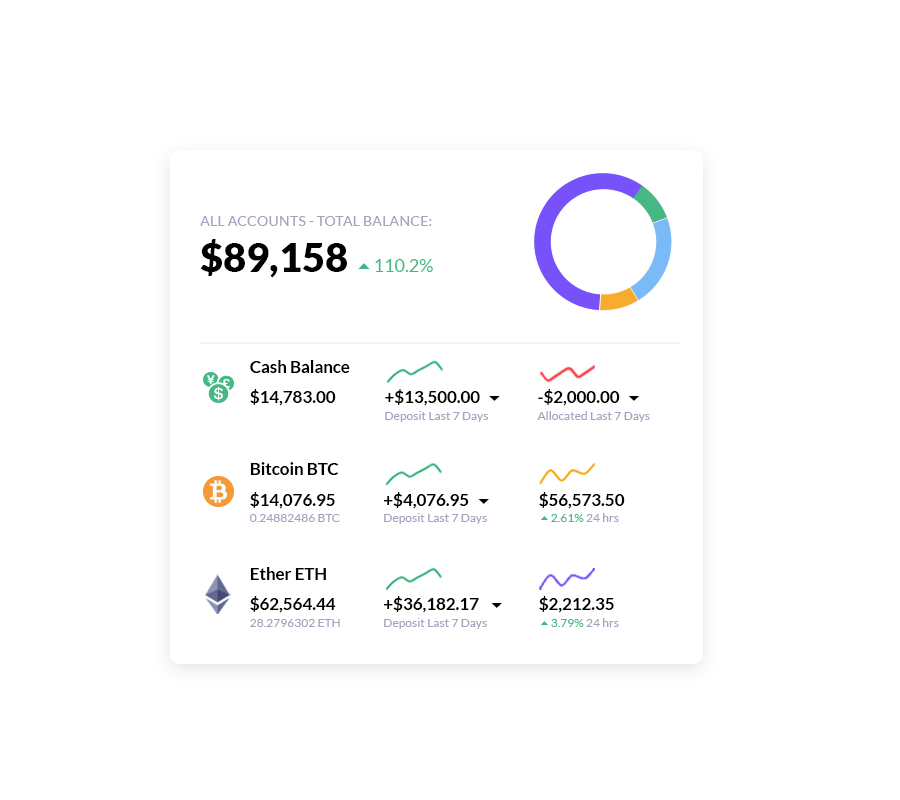 ALL ACCOUNTS - TOTAL BALANCE:
$89,158 110.2%
Cash Balance
$14,783.00
+$13,500.00
Deposit Last 7 Days
-$2,000.00
Allocated Last 7 Days
Bitcoin BTC
$14,076.95
0.24882486 BTC
+$4,076.95
Deposit Last 7 Days
$56,573.50
2.61% 24 hrs
Ether ETH
$62,564.44
28.2796302 ETH
+$36,182.17
Deposit Last 7 Days
$2,212.35
3.79% 24 hrs